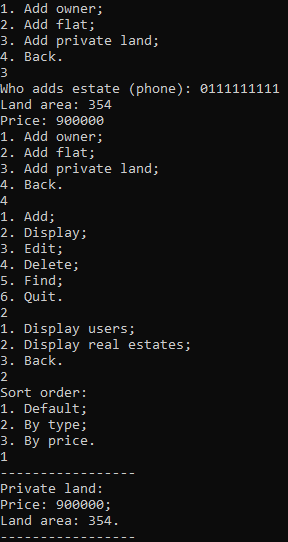 1. Add owner;
2. Add flat;
3. Add private land;
4. Back.
3
Who adds estate (phone): 0111111111
Land area: 354
Price: 900000
1. Add owner;
2. Add flat;
3. Add private land;
4. Back.
4
1. Add;
2. Display;
3. Edit;
4. Delete;
5. Find;
6. Quit.
2
1. Display users;
2. Display real estates;
3. Back.
2
Sort order:
1. Default;
2. By type;
3. By price.
1
-----------------
Private land:
Price: 900000;
Land area: 354.
-----------------